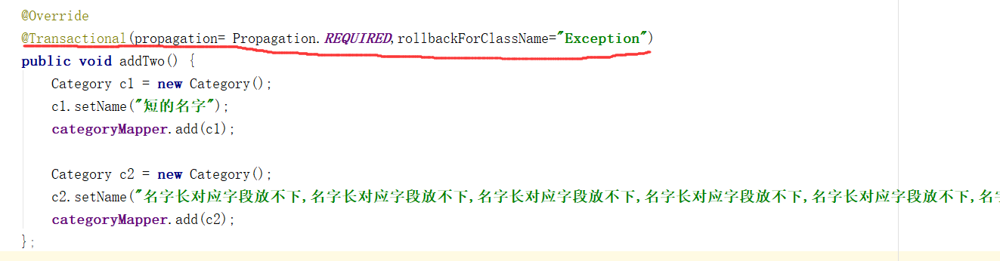 @Override
@Transactional(propagation= Propagation.REQUIRED,rollbackForClassName="Exception")
public void addTwo() {
Category c1 = new Category();
c1.setName("短的名字");
categoryMapper.add(c1);
Category c2 = new Category();
c2.setName("名字长对应字段放不下,名字长对应字段放不下,名字长对应字段放不下,名字长对应字段放不下,名字长对应字段放不下,名
categoryMapper.add(c2);
};